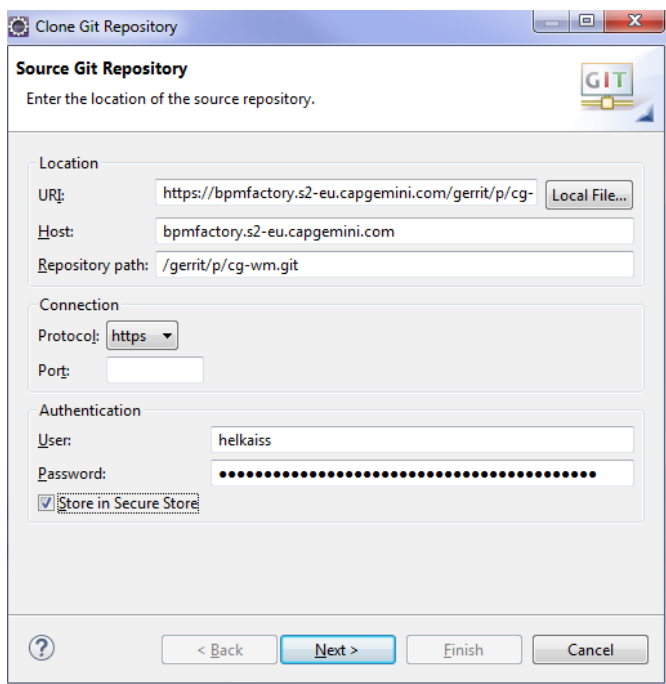 Clone Git Repository
Source Git Repository
Enter the location of the source repository.
GIT
Location
URI: https://bpmfactory.s2-eu.capgemini.com/gerrit/p/cg- Local File...
Host: bpmfactory.s2-eu.capgemini.com
Repository path: /gerrit/p/cg-wm.git
Connection
Protocol: https
Port:
Authentication
User: helkaiss
Password: ●●●●●●●●●●●●●●●●●●●●●●●●●●●●●●●●●●●●●●●●●●
Store in Secure Store
< Back Next > Finish Cancel